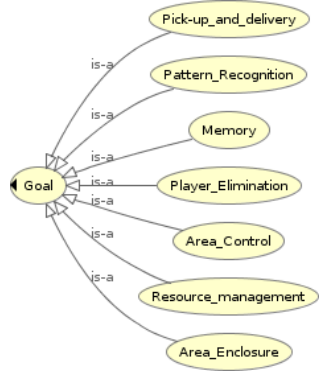 Pick-up_and_delivery
is-a
Pattern_Recognition
is-a
Memory
is-a
Goal
is-a
Player_Elimination
is-a
Area_Control
is-a
Resource_management
is-a
Area_Enclosure